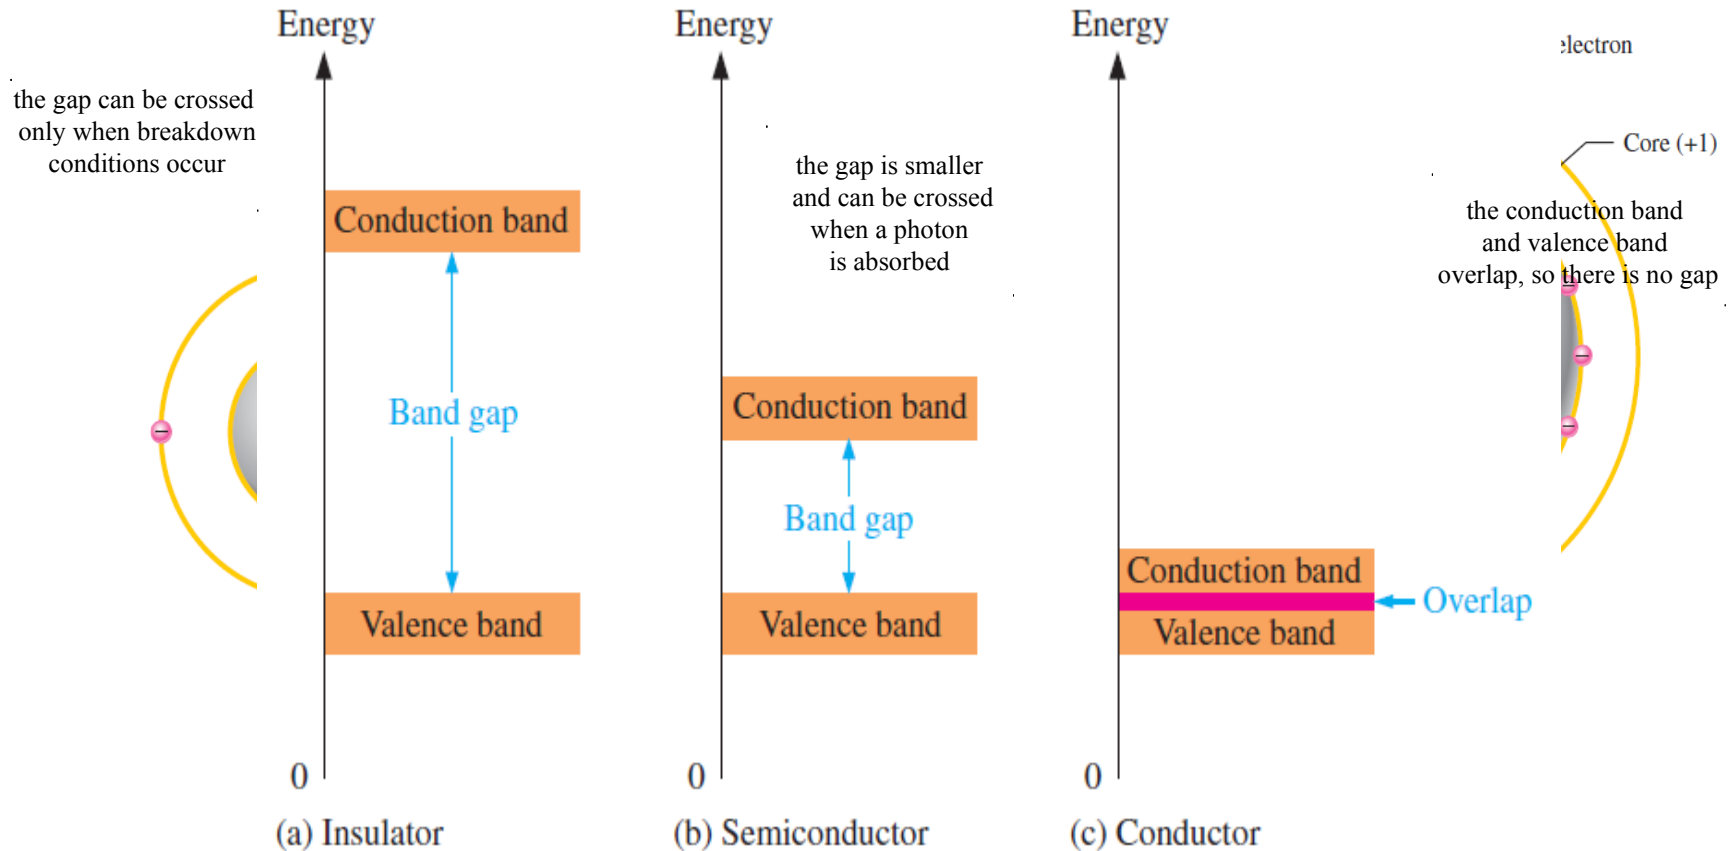 Energy
the gap can be crossed
only when breakdown
conditions occur
Conduction band
Band gap
Valence band
0
(a) Insulator
Energy
the gap is smaller
and can be crossed
when a photon
is absorbed
Conduction band
Band gap
Valence band
0
(b) Semiconductor
Energy
electron
Core (+1)
the conduction band
and valence band
overlap, so there is no gap
Conduction band
Overlap
Valence band
0
(c) Conductor